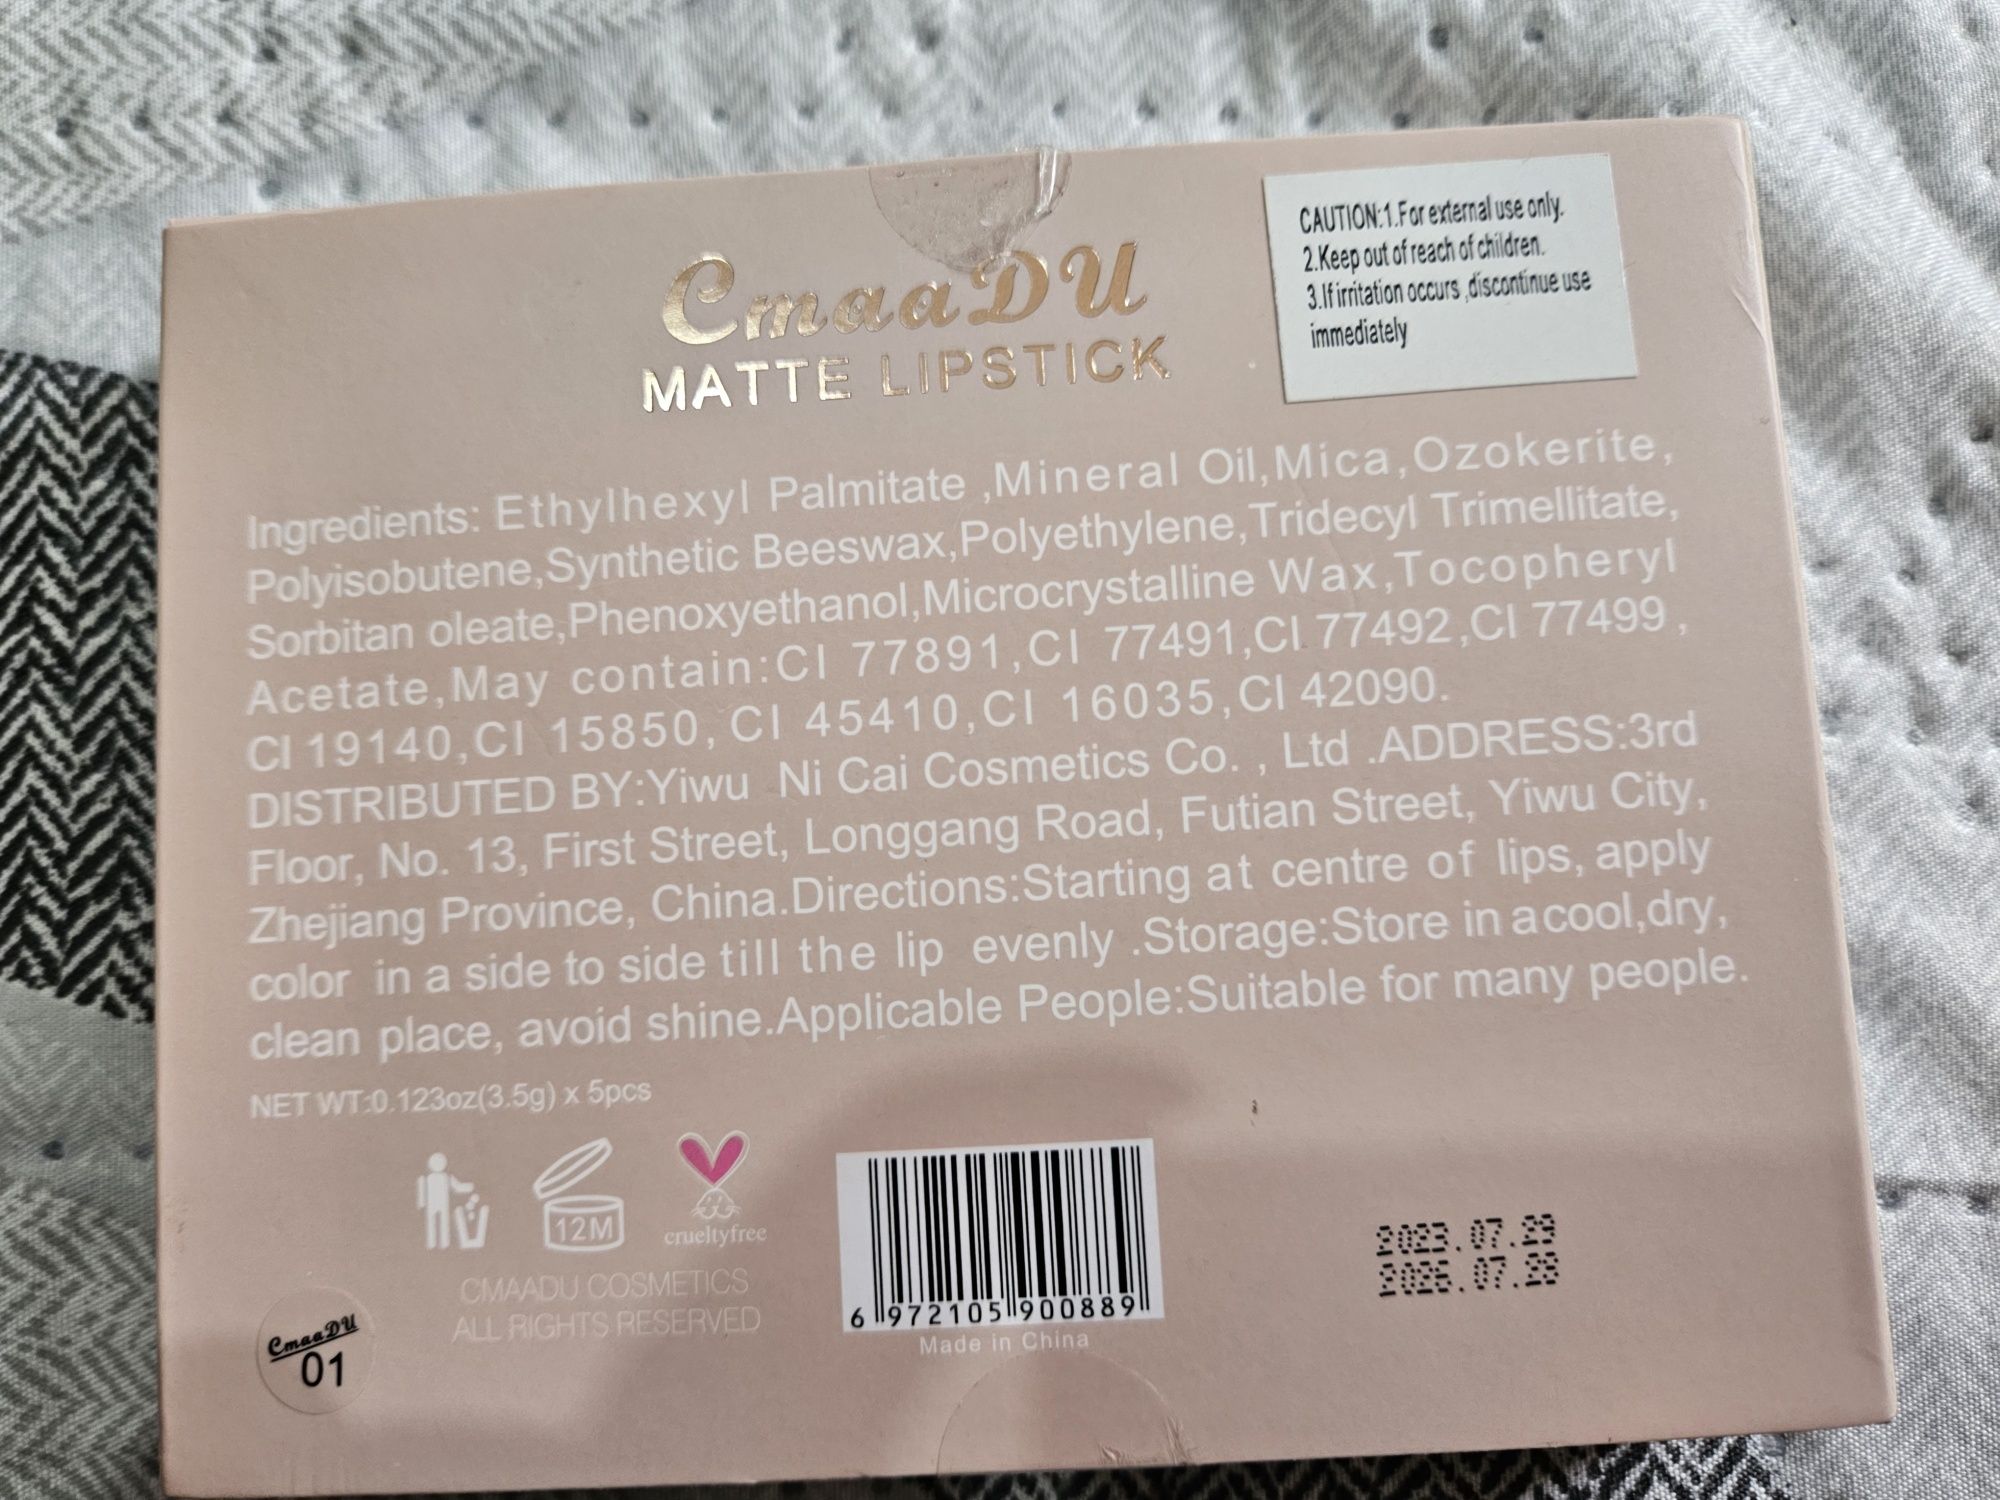 CmaaDU
MATTE LIPSTICK
CAUTION:1.For external use only.
2.Keep out of reach of children.
3.If irritation occurs ,discontinue use
immediately
Ingredients: Ethylhexyl Palmitate ,Mineral Oil,Mica,Ozokerite,
Polyisobutene,Synthetic Beeswax,Polyethylene,Tridecyl Trimellitate,
Sorbitan oleate,Phenoxyethanol,Microcrystalline Wax,Tocopheryl
Acetate,May contain:CI 77891,CI 77491,CI 77492,CI 77499,
CI 19140,CI 15850, CI 45410,CI 16035,CI 42090.
DISTRIBUTED BY:Yiwu Ni Cai Cosmetics Co. , Ltd .ADDRESS:3rd
Floor, No. 13, First Street, Longgang Road, Futian Street, Yiwu City,
Zhejiang Province, China.Directions:Starting at centre of lips, apply
color in a side to side till the lip evenly .Storage:Store in a cool,dry,
clean place, avoid shine.Applicable People:Suitable for many people.
NET WT:0.123oz(3.5g) x 5pcs
12M
crueltyfree
CMAADU COSMETICS
ALL RIGHTS RESERVED
CmaaDU
01
6 972105 900889
Made in China
2023.07.29
2026.07.28